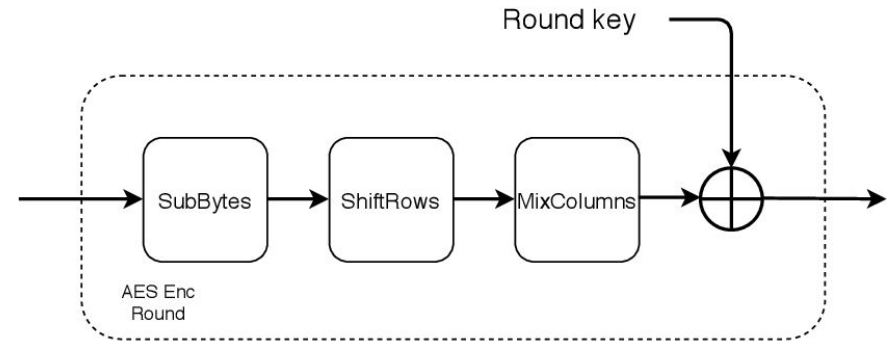 Round key
SubBytes
ShiftRows
MixColumns
AES Enc
Round